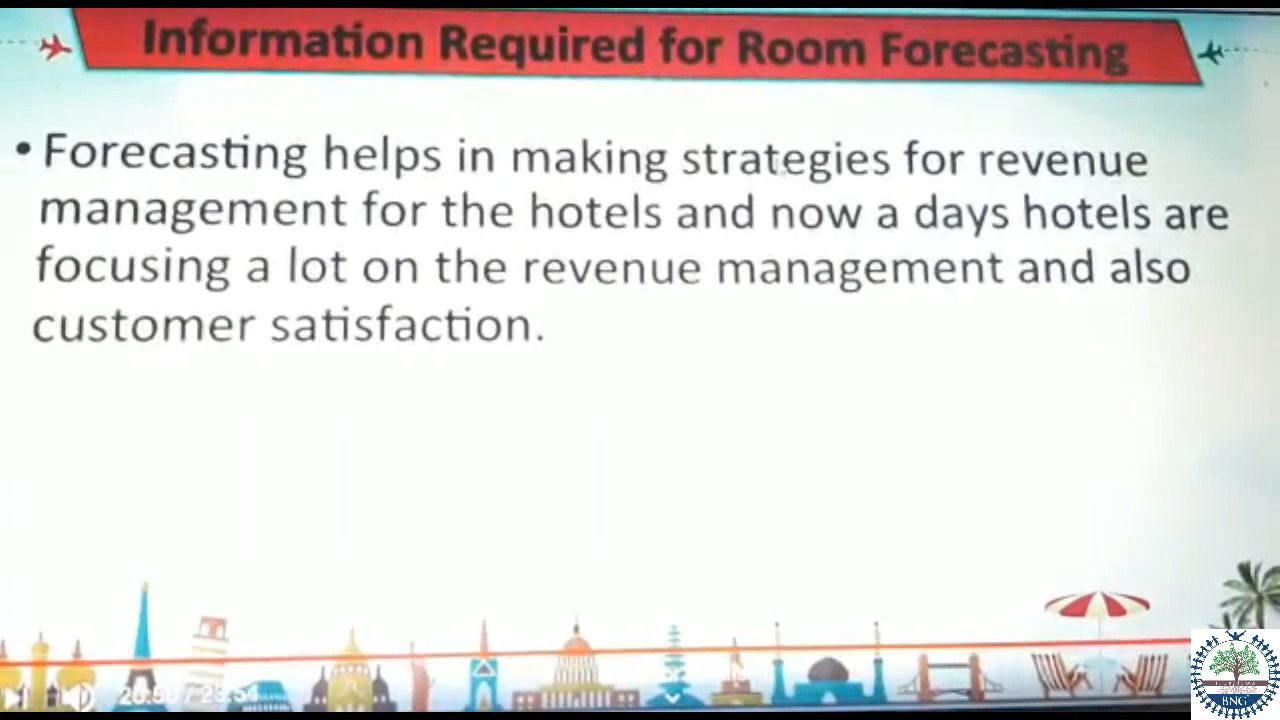 Information Required for Room Forecasting
• Forecasting helps in making strategies for revenue
management for the hotels and now a days hotels are
focusing a lot on the revenue management and also
customer satisfaction.
BNG